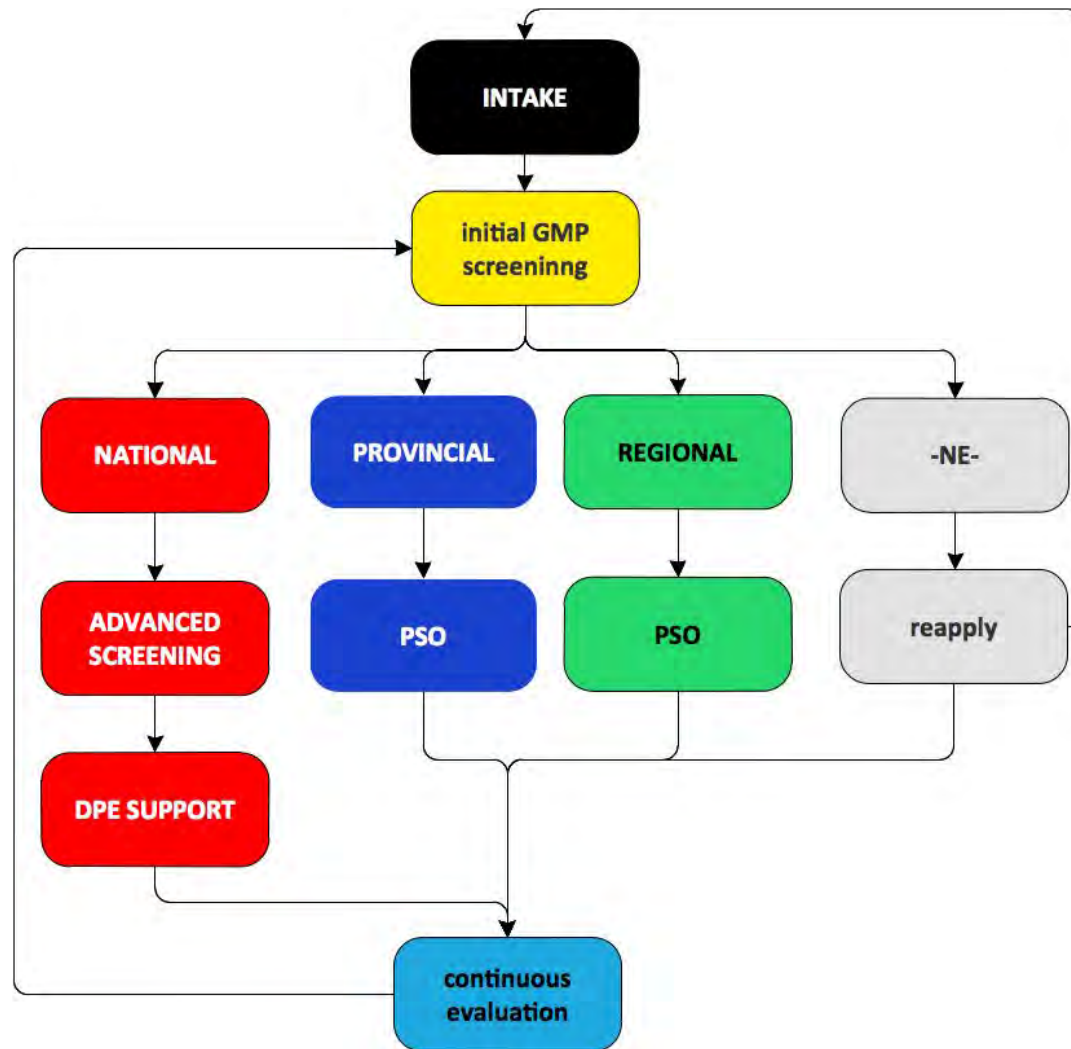 INTAKE
initial GMP
screeninng
NATIONAL
PROVINCIAL
REGIONAL
-NE-
ADVANCED
SCREENING
PSO
PSO
reapply
DPE SUPPORT
continuous
evaluation